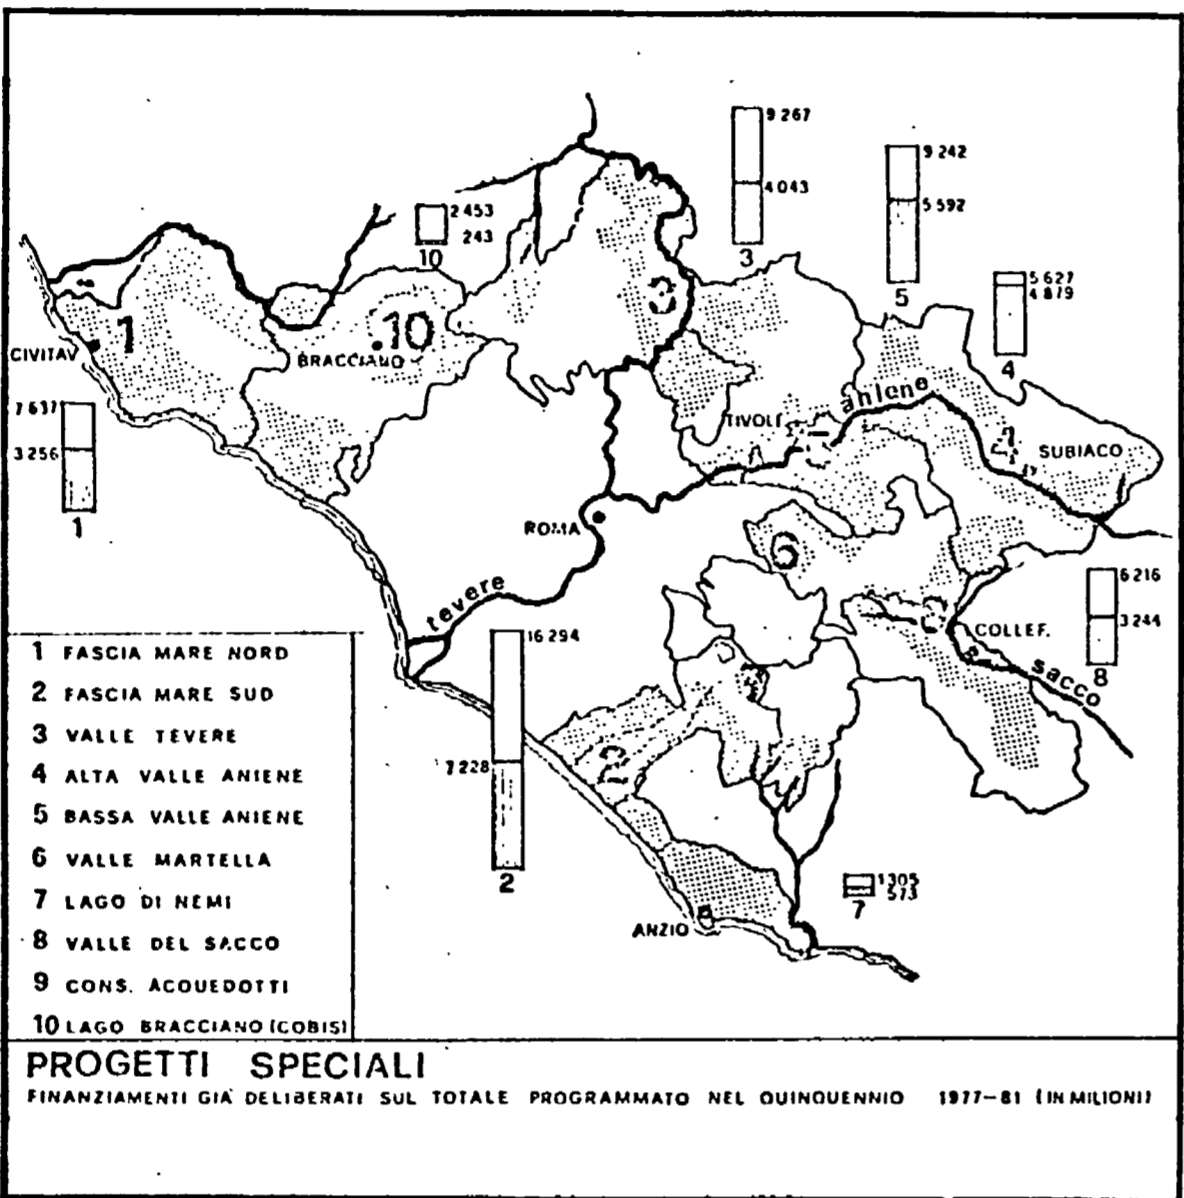 9 267
4 043
3
9 242
5 592
5
2 453
243
10
5 627
4 879
4
1
3
.10
CIVITAV
BRACCIANO
aniene
TIVOLI
SUBIACO
7 637
3 256
1
ROMA
6
tevere
6 216
3 244
8
COLLEF.
sacco
16 294
7 228
2
1 305
573
7
ANZIO
1 FASCIA MARE NORD
2 FASCIA MARE SUD
3 VALLE TEVERE
4 ALTA VALLE ANIENE
5 BASSA VALLE ANIENE
6 VALLE MARTELLA
7 LAGO DI NEMI
8 VALLE DEL SACCO
9 CONS. ACQUEDOTTI
10 LAGO BRACCIANO (COBIS)
PROGETTI SPECIALI
FINANZIAMENTI GIÀ DELIBERATI SUL TOTALE PROGRAMMATO NEL QUINQUENNIO 1977-81 (IN MILIONI)